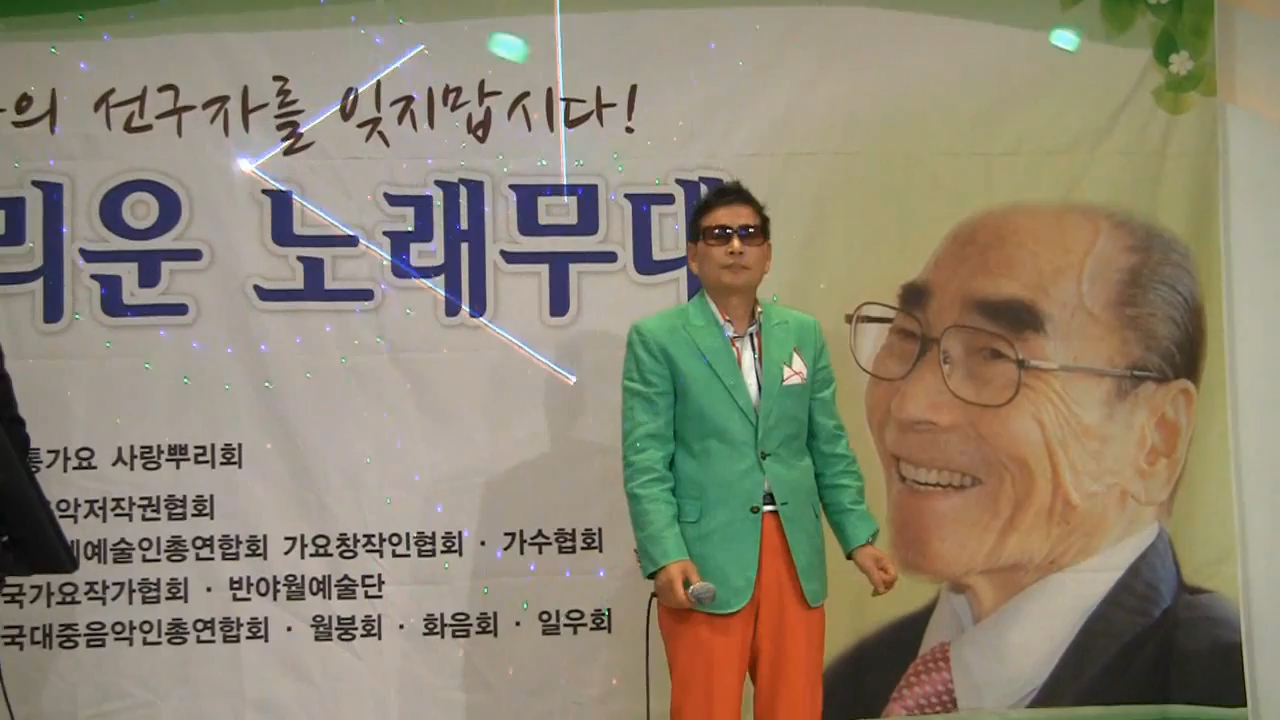 의 선구자를 잊지맙시다!
리운 노래무대
통가요 사랑뿌리회
악저작권협회
예술인총연합회 가요창작인협회 · 가수협회
국가요작가협회 · 반야월예술단
국대중음악인총연합회 · 월붕회 · 화음회 · 일우회